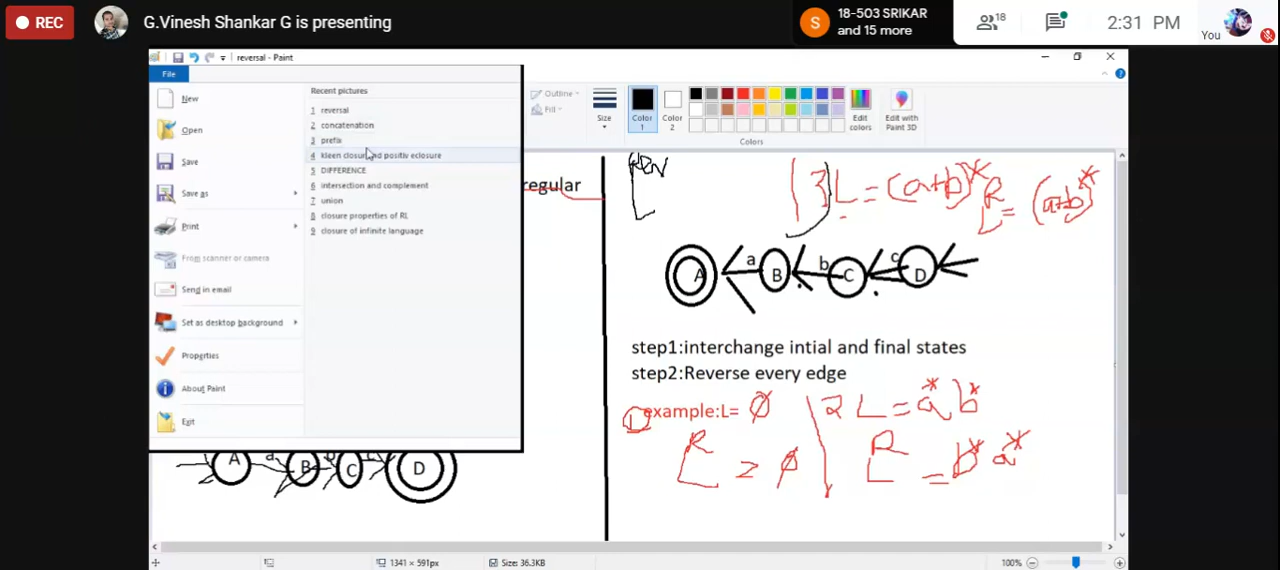 REC
G.Vinesh Shankar G is presenting
S
18-503 SRIKAR
and 15 more
18
2:31 PM
You
reversal - Paint
File
New
Open
Save
Save as
Print
From scanner or camera
Send in email
Set as desktop background
Properties
About Paint
Exit
Recent pictures
1 reversal
2 concatenation
3 prefix
4 kleen closur nd positiv eclosure
5 DIFFERENCE
6 intersection and complement
7 union
8 closure properties of RL
9 closure of infinite language
Outline
Fill
Size
Color 1
Color 2
Edit colors
Edit with Paint 3D
Colors
regular
Rev
L
3) L = (a+b)* L^R = (a+b)*
A a B b C c D
step1:interchange intial and final states
step2:Reverse every edge
1 example:L= ∅
2 L = a* b*
L^R = ∅
L^R = b* a*
A a B b C c D
1341 × 591px
Size: 36.3KB
100%